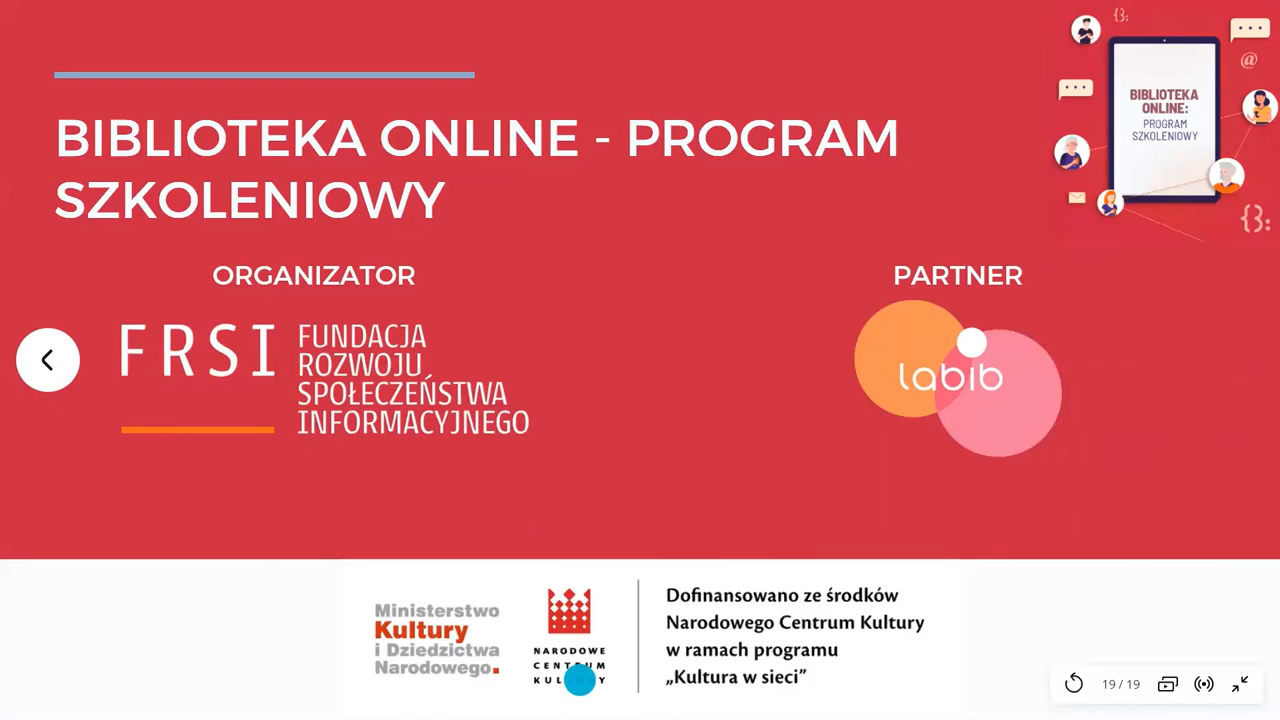 BIBLIOTEKA ONLINE - PROGRAM
SZKOLENIOWY
BIBLIOTEKA
ONLINE:
PROGRAM
SZKOLENIOWY
@
{}:
{}:
ORGANIZATOR
PARTNER
FRSI
FUNDACJA
ROZWOJU
SPOŁECZEŃSTWA
INFORMACYJNEGO
labib
Ministerstwo
Kultury
i Dziedzictwa
Narodowego.
NARODOWE
CENTRUM
Dofinansowano ze środków
Narodowego Centrum Kultury
w ramach programu
„Kultura w sieci”
19 / 19